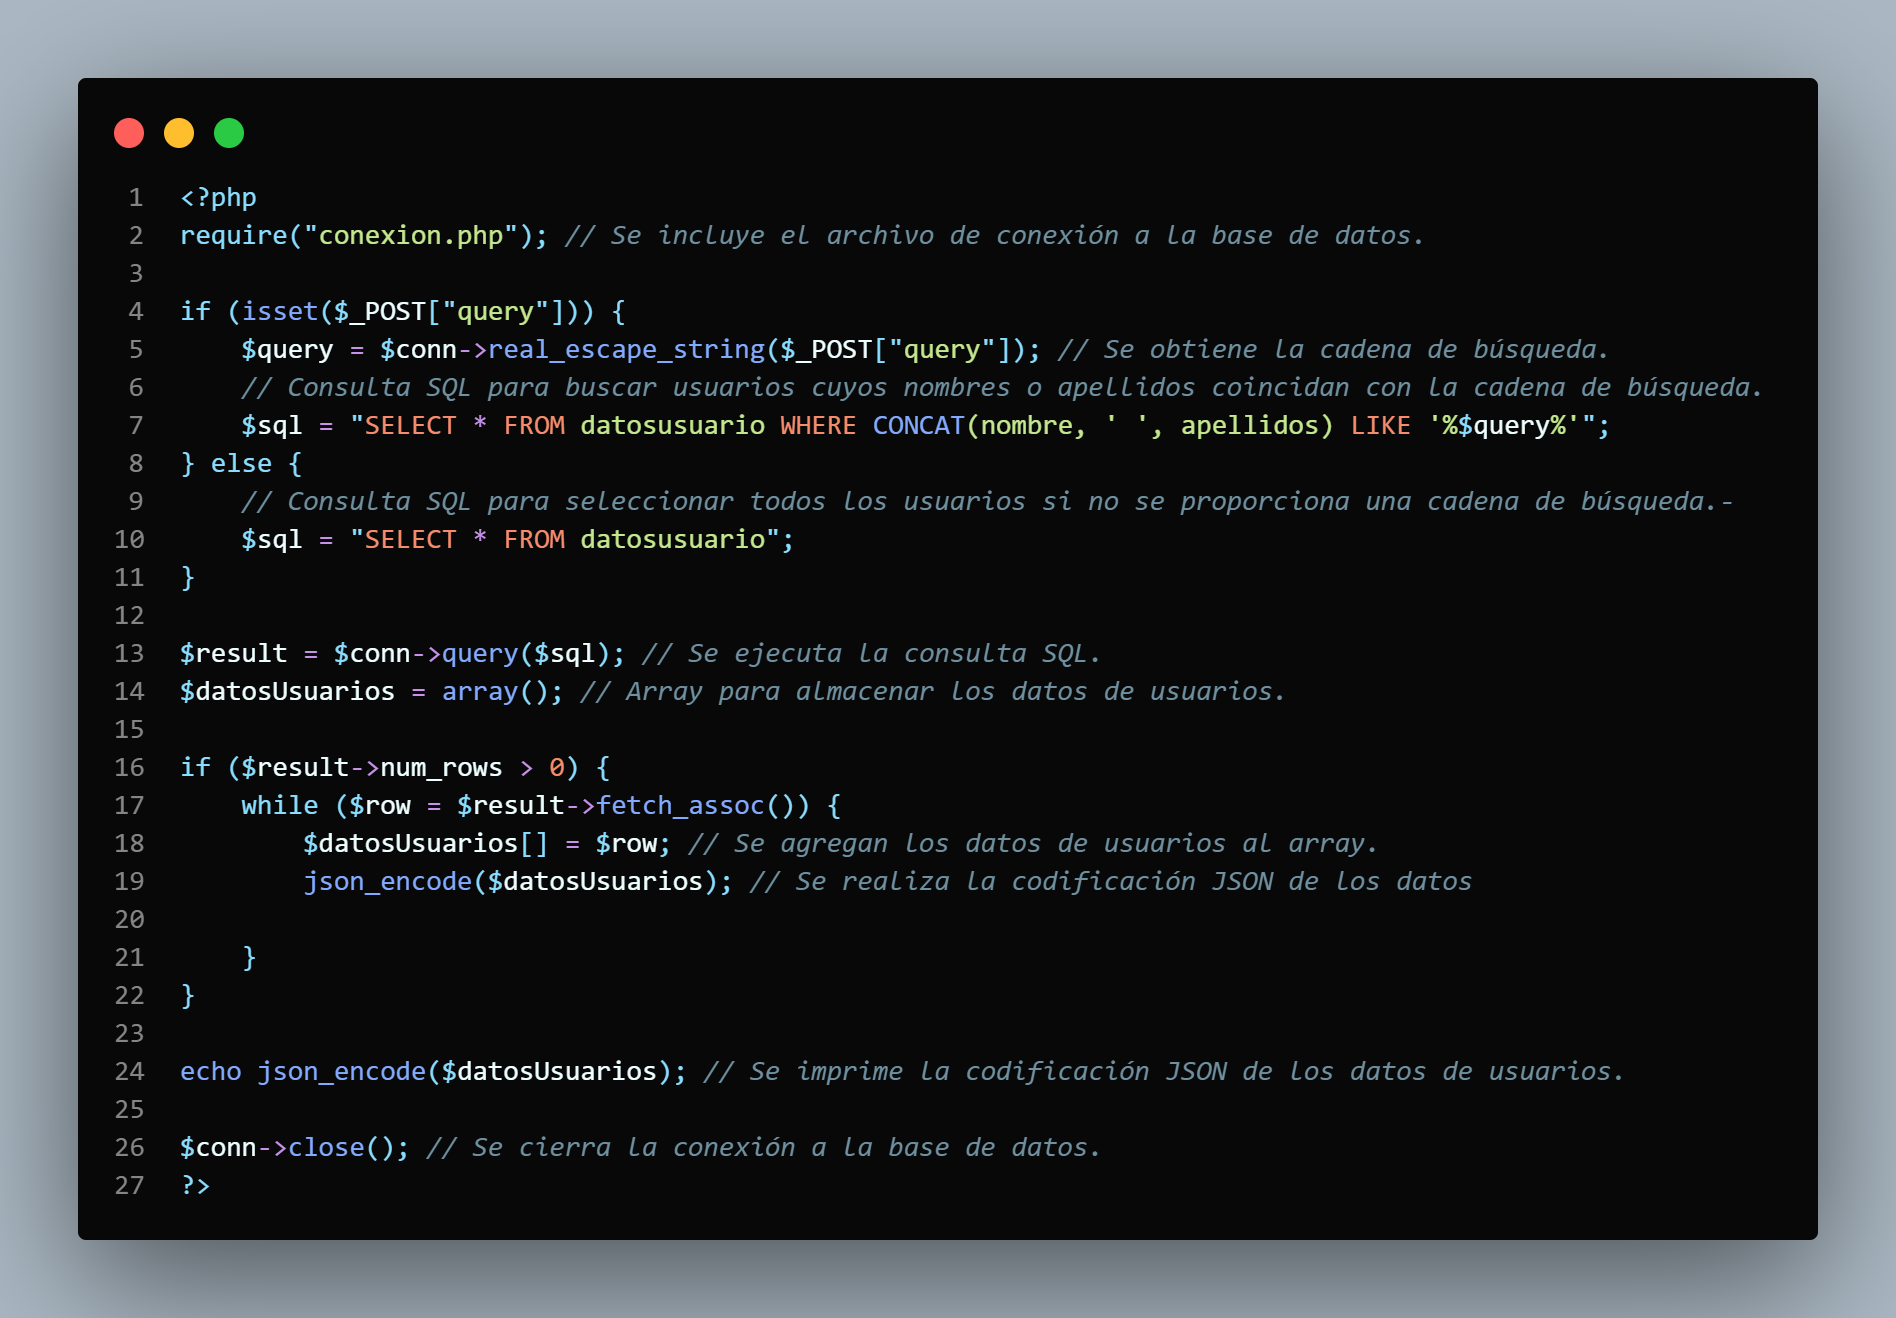 1 <?php
2 require("conexion.php"); // Se incluye el archivo de conexión a la base de datos.
3
4 if (isset($_POST["query"])) {
5     $query = $conn->real_escape_string($_POST["query"]); // Se obtiene la cadena de búsqueda.
6     // Consulta SQL para buscar usuarios cuyos nombres o apellidos coincidan con la cadena de búsqueda.
7     $sql = "SELECT * FROM datosusuario WHERE CONCAT(nombre, ' ', apellidos) LIKE '%$query%'";
8 } else {
9     // Consulta SQL para seleccionar todos los usuarios si no se proporciona una cadena de búsqueda.-
10     $sql = "SELECT * FROM datosusuario";
11 }
12
13 $result = $conn->query($sql); // Se ejecuta la consulta SQL.
14 $datosUsuarios = array(); // Array para almacenar los datos de usuarios.
15
16 if ($result->num_rows > 0) {
17     while ($row = $result->fetch_assoc()) {
18         $datosUsuarios[] = $row; // Se agregan los datos de usuarios al array.
19         json_encode($datosUsuarios); // Se realiza la codificación JSON de los datos
20
21     }
22 }
23
24 echo json_encode($datosUsuarios); // Se imprime la codificación JSON de los datos de usuarios.
25
26 $conn->close(); // Se cierra la conexión a la base de datos.
27 ?>